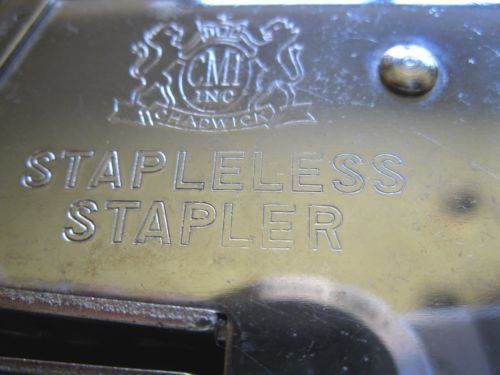 CMI
INC
CHADWICK
STAPLELESS
STAPLER